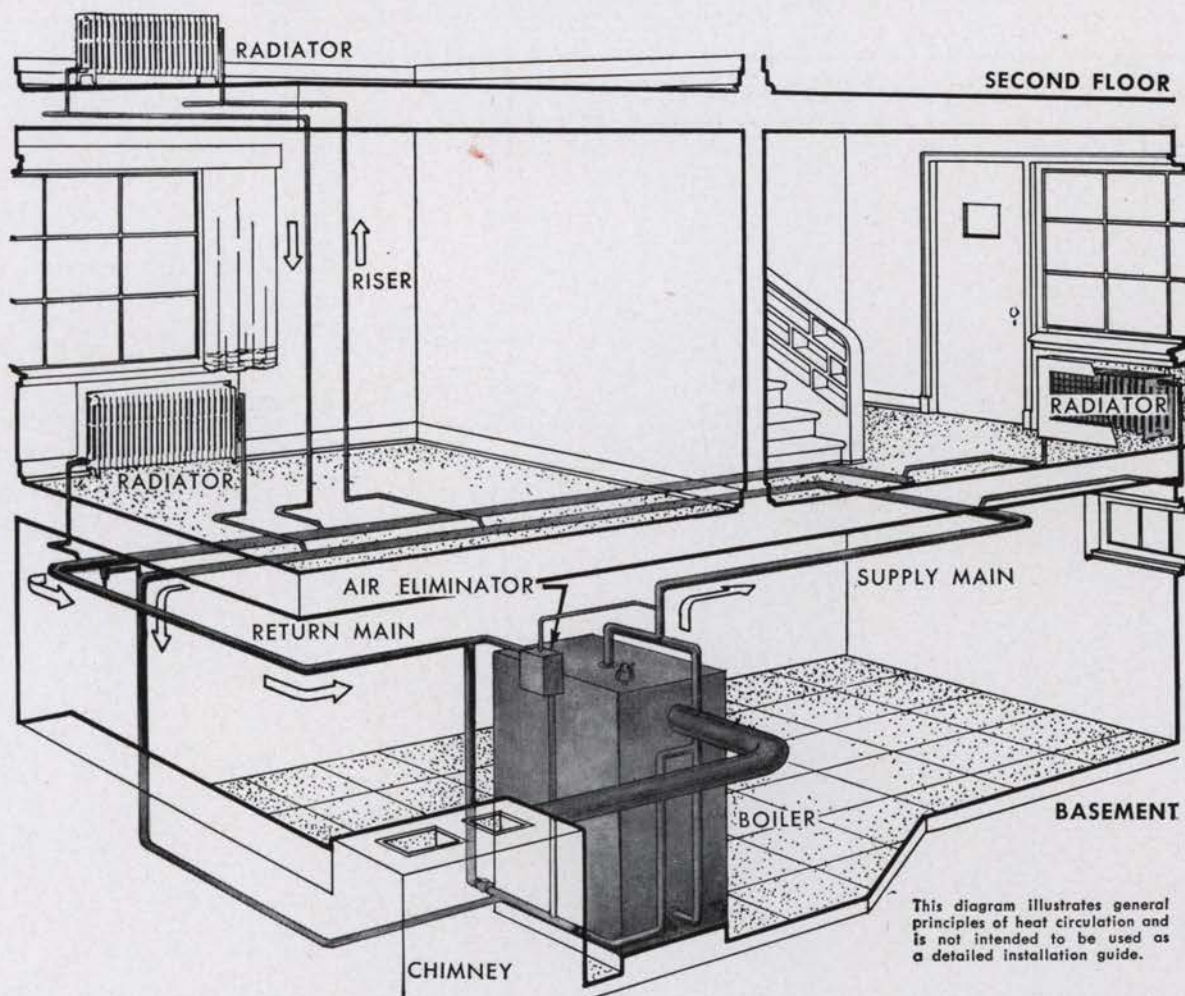 RADIATOR
SECOND FLOOR
RISER
RADIATOR
RADIATOR
AIR ELIMINATOR
SUPPLY MAIN
RETURN MAIN
BOILER
BASEMENT
This diagram illustrates general
principles of heat circulation and
is not intended to be used as
a detailed installation guide.
CHIMNEY